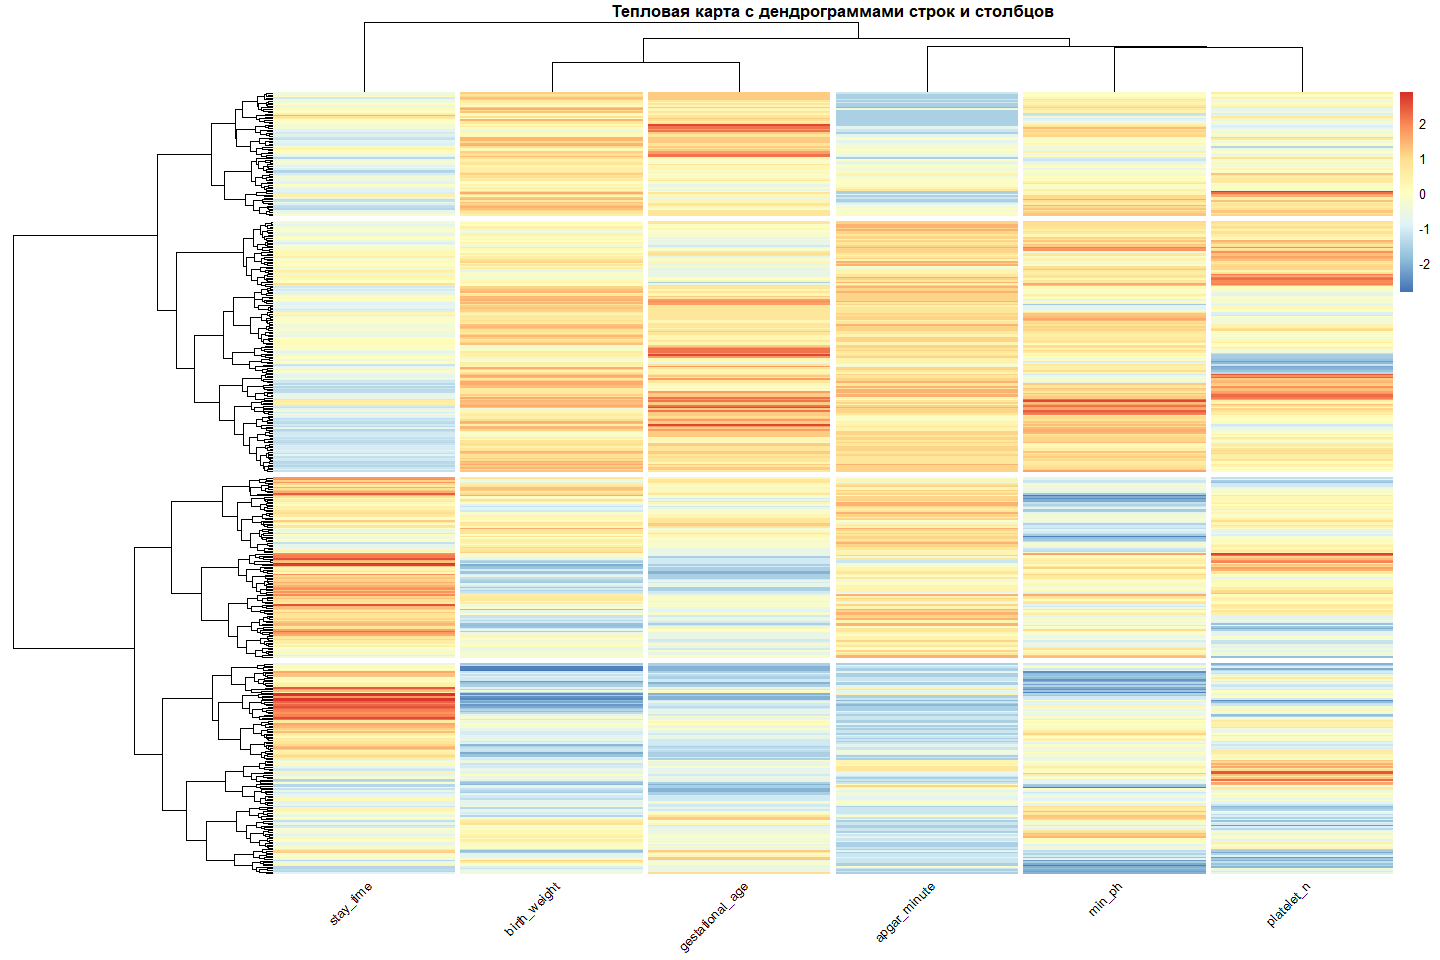 Тепловая карта с дендрограммами строк и столбцов
2
1
0
-1
-2
stay_time
birth_weight
gestational_age
apgar_minute
min_ph
platelet_n